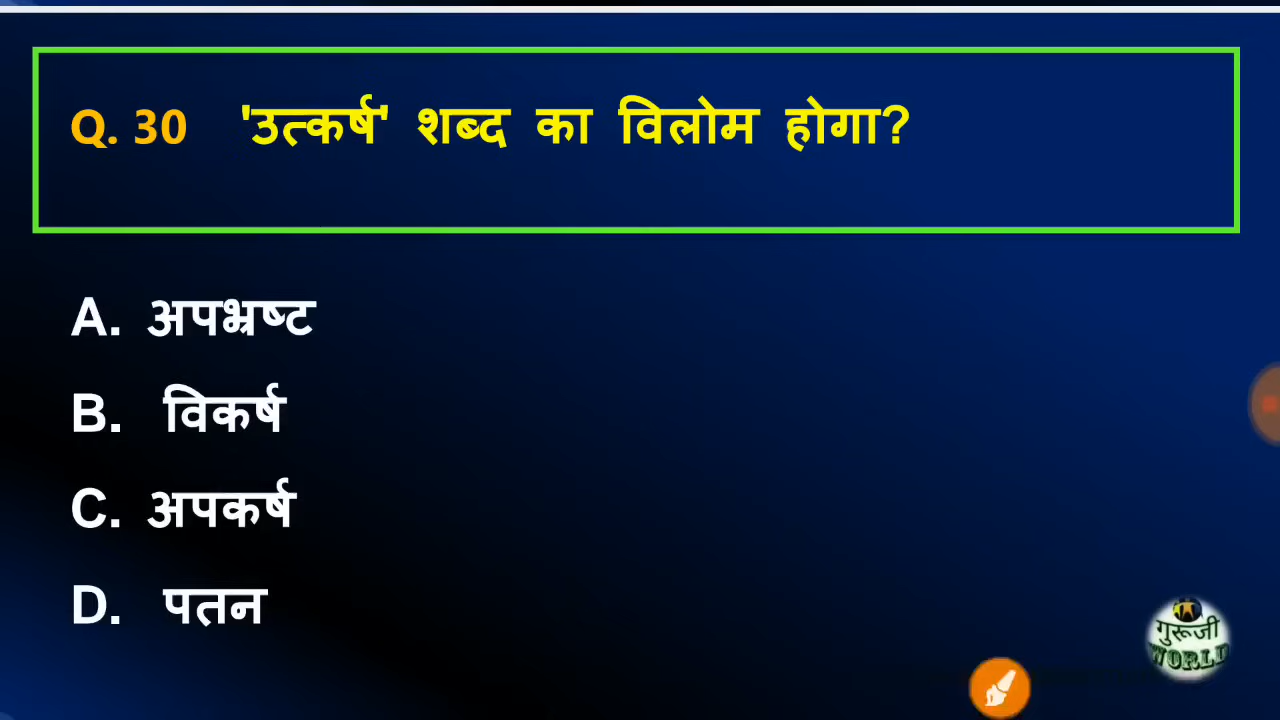 Q. 30 'उत्कर्ष' शब्द का विलोम होगा?
A. अपभ्रष्ट
B. विकर्ष
C. अपकर्ष
D. पतन
गुरूजी
WORLD